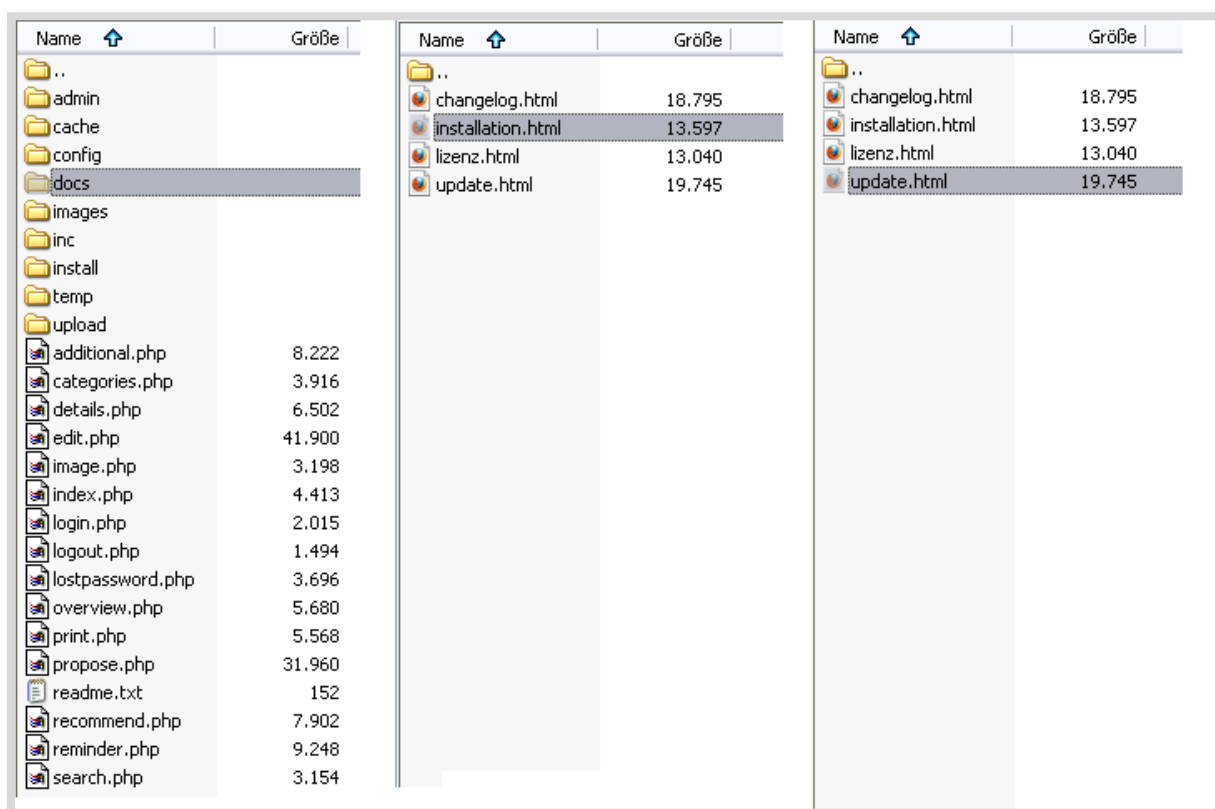 Name Größe
..
admin
cache
config
docs
images
inc
install
temp
upload
additional.php 8.222
categories.php 3.916
details.php 6.502
edit.php 41.900
image.php 3.198
index.php 4.413
login.php 2.015
logout.php 1.494
lostpassword.php 3.696
overview.php 5.680
print.php 5.568
propose.php 31.960
readme.txt 152
recommend.php 7.902
reminder.php 9.248
search.php 3.154
Name Größe
..
changelog.html 18.795
installation.html 13.597
lizenz.html 13.040
update.html 19.745
Name Größe
..
changelog.html 18.795
installation.html 13.597
lizenz.html 13.040
update.html 19.745